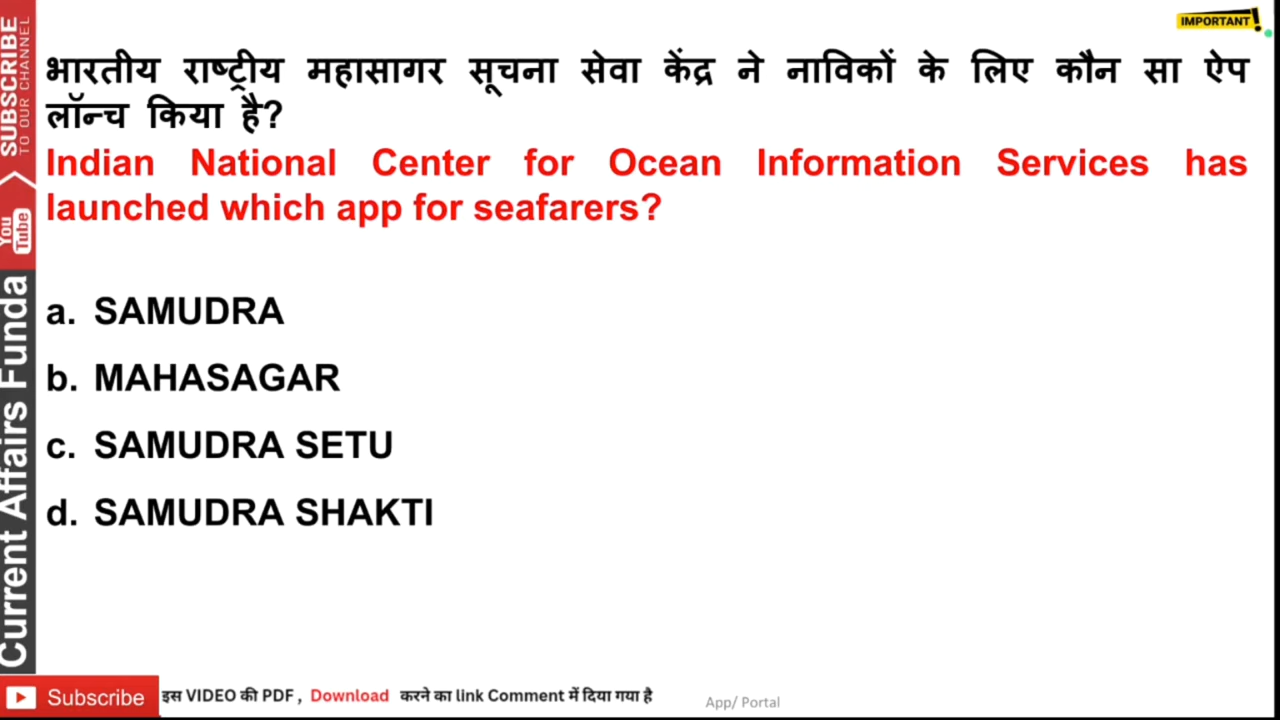 IMPORTANT!
भारतीय राष्ट्रीय महासागर सूचना सेवा केंद्र ने नाविकों के लिए कौन सा ऐप
लॉन्च किया है?
Indian National Center for Ocean Information Services has
launched which app for seafarers?
a. SAMUDRA
b. MAHASAGAR
c. SAMUDRA SETU
d. SAMUDRA SHAKTI
SUBSCRIBE
TO OUR CHANNEL
You
Tube
Current Affairs Funda
Subscribe
इस VIDEO की PDF , Download करने का link Comment में दिया गया है
App/ Portal